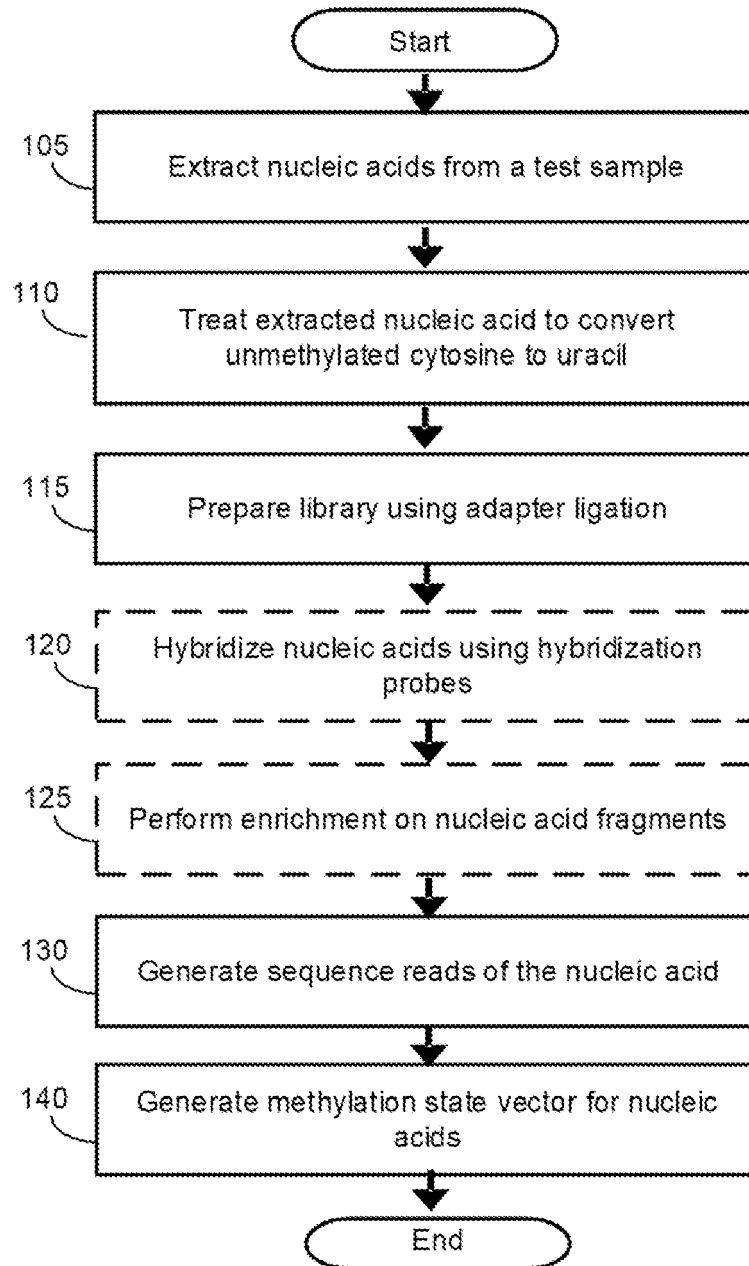 Start
105
Extract nucleic acids from a test sample
110
Treat extracted nucleic acid to convert
unmethylated cytosine to uracil
115
Prepare library using adapter ligation
120
Hybridize nucleic acids using hybridization
probes
125
Perform enrichment on nucleic acid fragments
130
Generate sequence reads of the nucleic acid
140
Generate methylation state vector for nucleic
acids
End